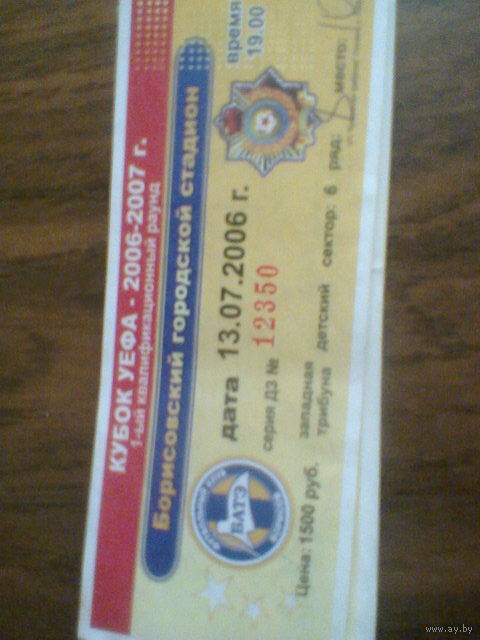 КУБОК УЕФА - 2006-2007 г.
1-ый квалификационный раунд
Борисовский городской стадион
время
19.00
дата 13.07.2006 г.
серия ДЗ № 12350
БАТЭ
Цена: 1500 руб.
западная
трибуна детский сектор: 6 ряд: место:
www.ay.by